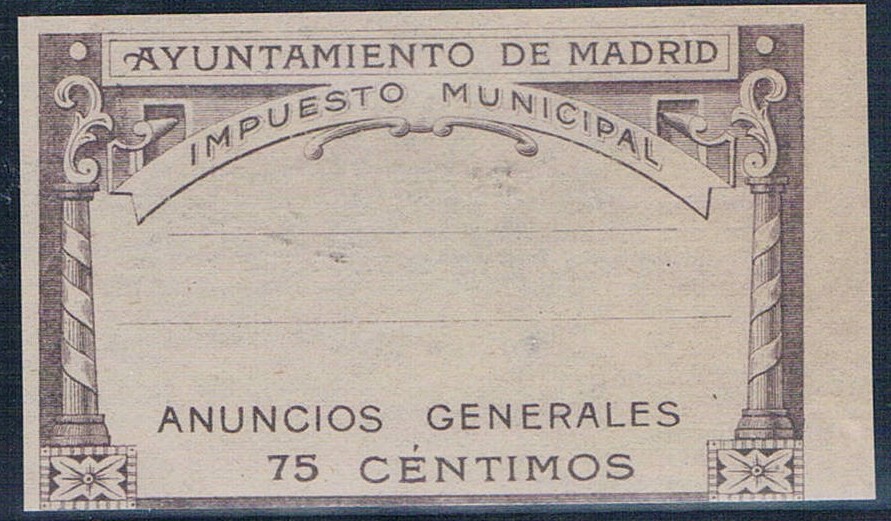 AYUNTAMIENTO DE MADRID
IMPUESTO MUNICIPAL
ANUNCIOS GENERALES
75 CÉNTIMOS